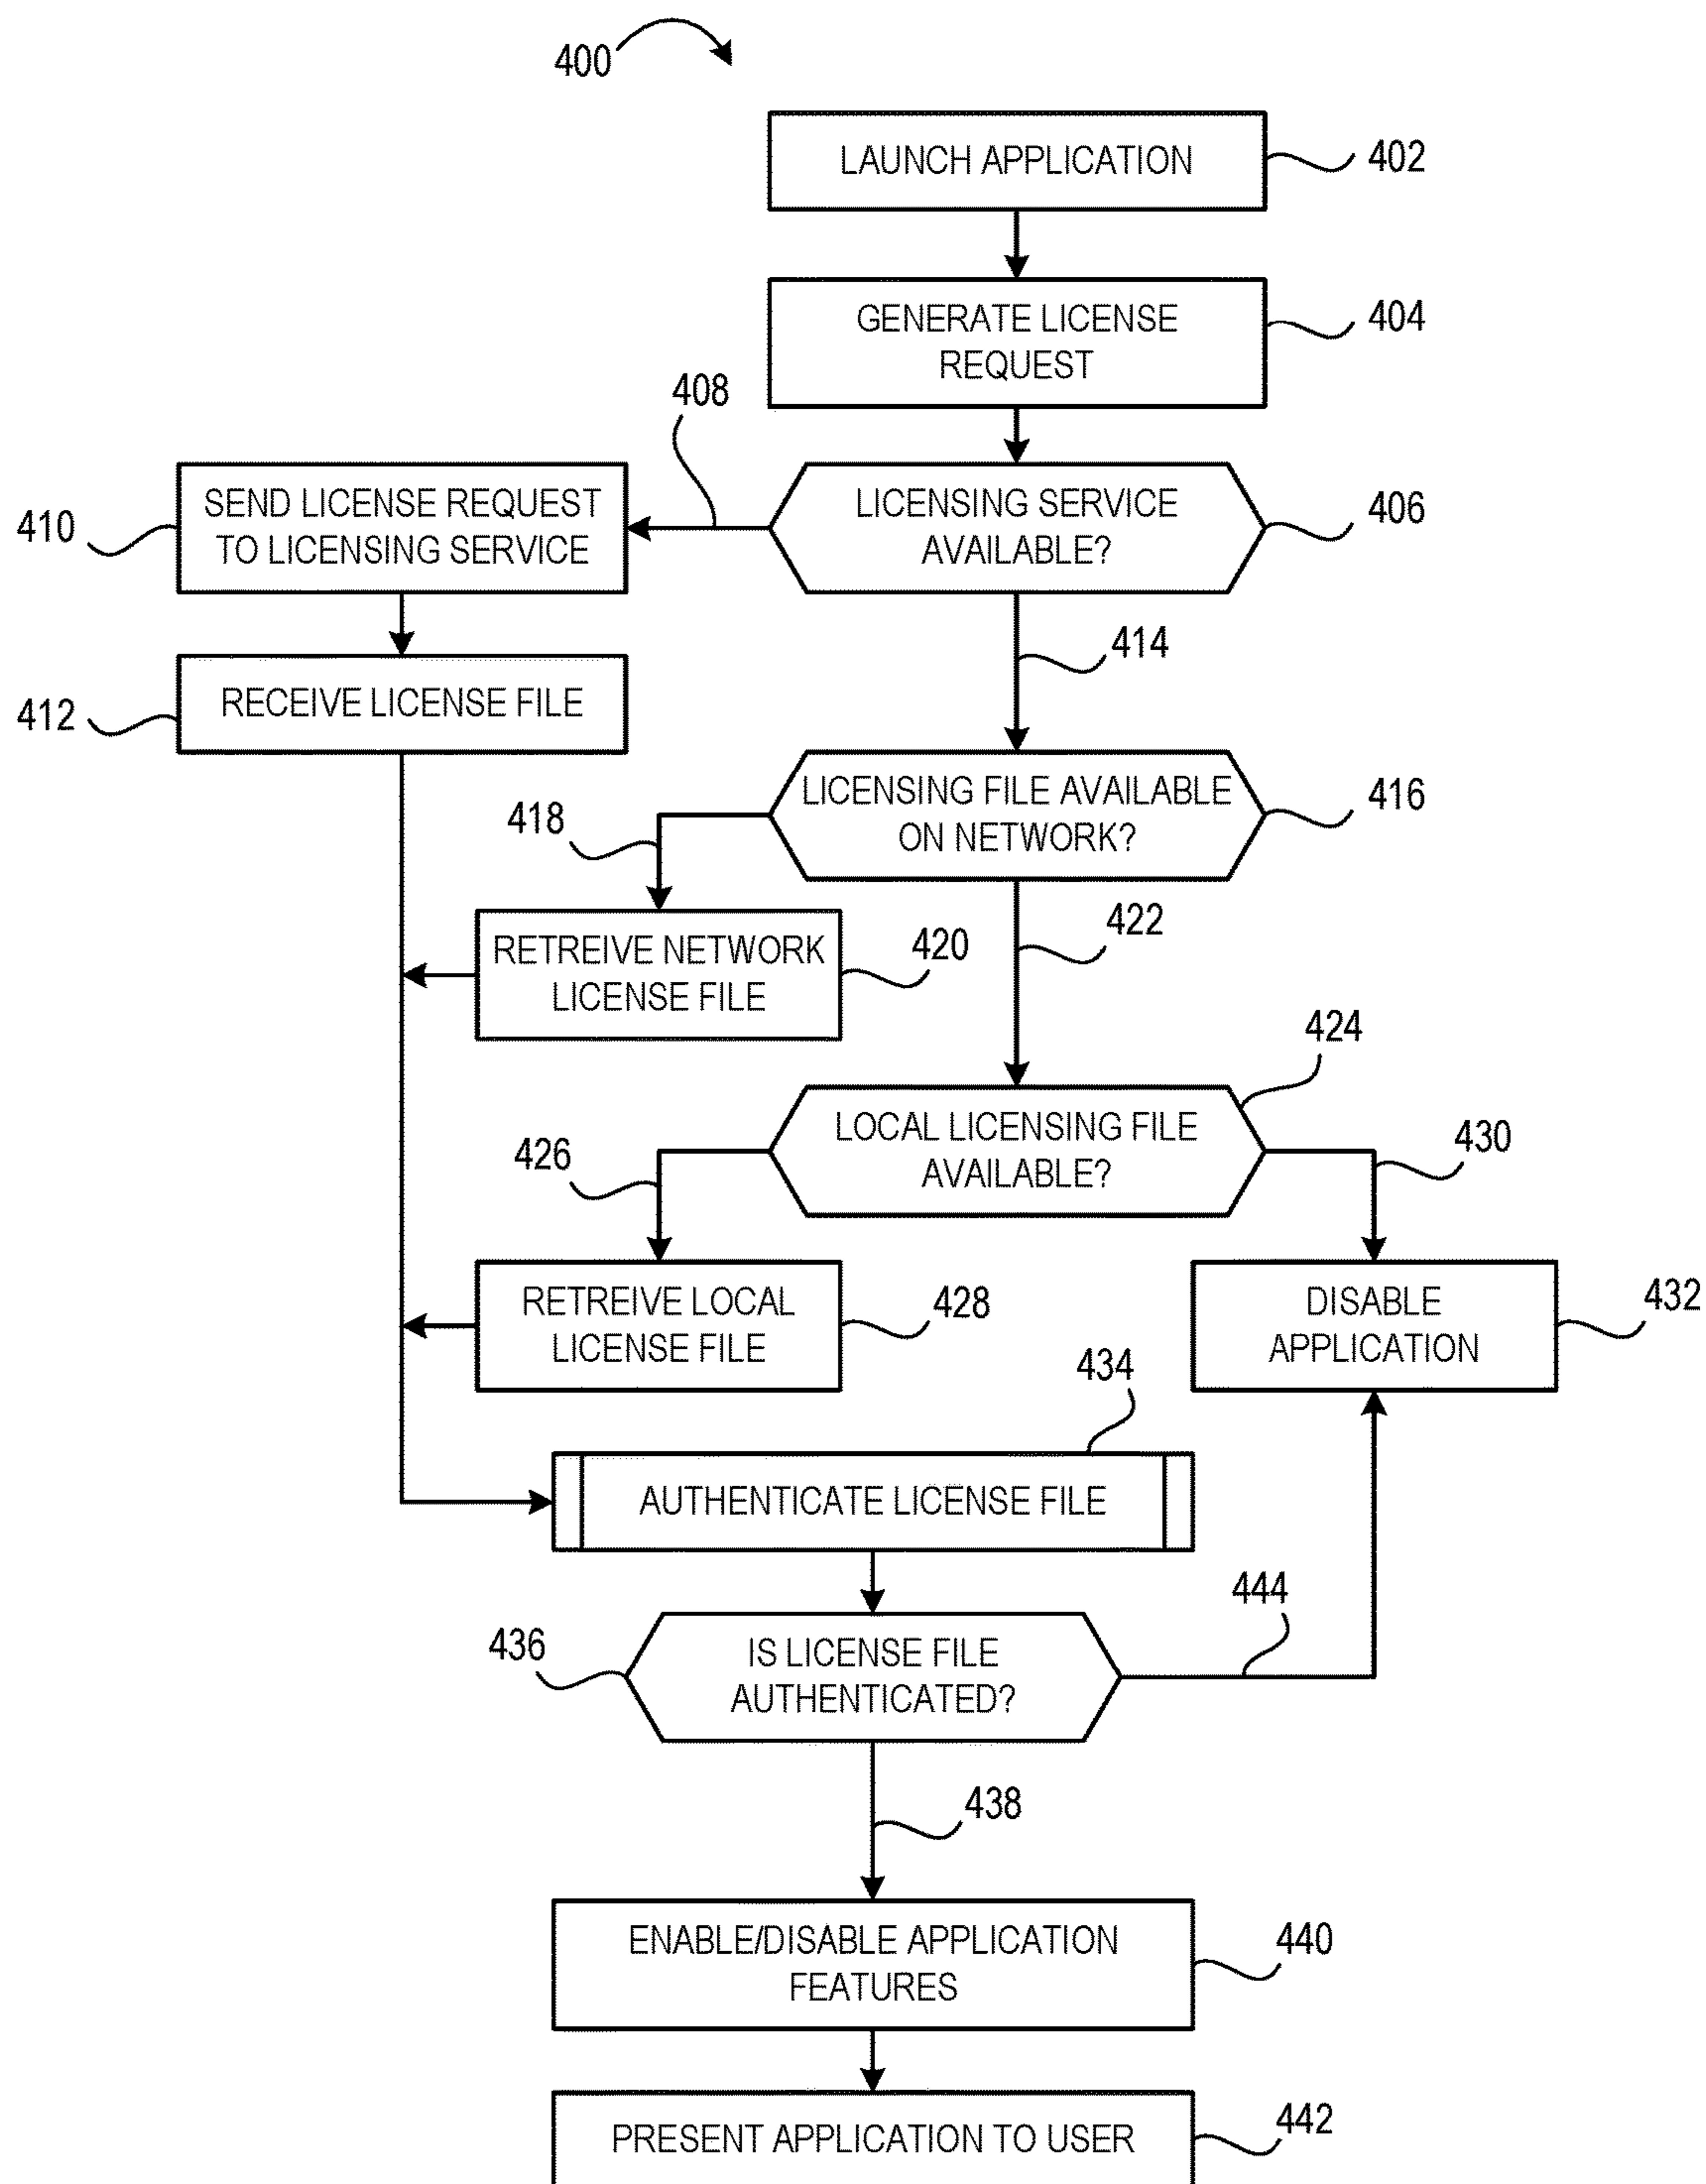 400
LAUNCH APPLICATION
402
GENERATE LICENSE
REQUEST
404
408
SEND LICENSE REQUEST
TO LICENSING SERVICE
410
LICENSING SERVICE
AVAILABLE?
406
414
RECEIVE LICENSE FILE
412
LICENSING FILE AVAILABLE
ON NETWORK?
416
418
RETREIVE NETWORK
LICENSE FILE
420
422
424
LOCAL LICENSING FILE
AVAILABLE?
426
430
RETREIVE LOCAL
LICENSE FILE
428
DISABLE
APPLICATION
432
434
AUTHENTICATE LICENSE FILE
444
436
IS LICENSE FILE
AUTHENTICATED?
438
ENABLE/DISABLE APPLICATION
FEATURES
440
PRESENT APPLICATION TO USER
442